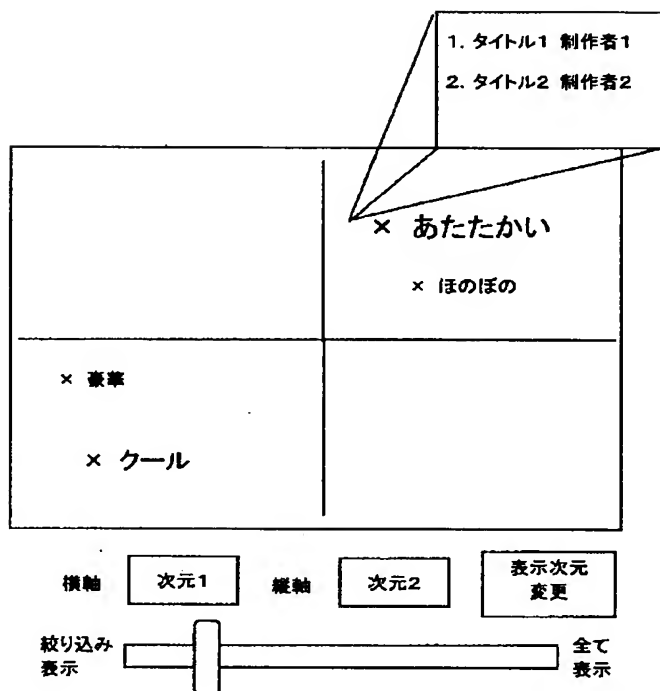 1. タイトル1 制作者1
2. タイトル2 制作者2
× あたたかい
× ほのぼの
× 豪華
× クール
横軸 次元1 縦軸 次元2 表示次元
変更
絞り込み
表示
全て
表示